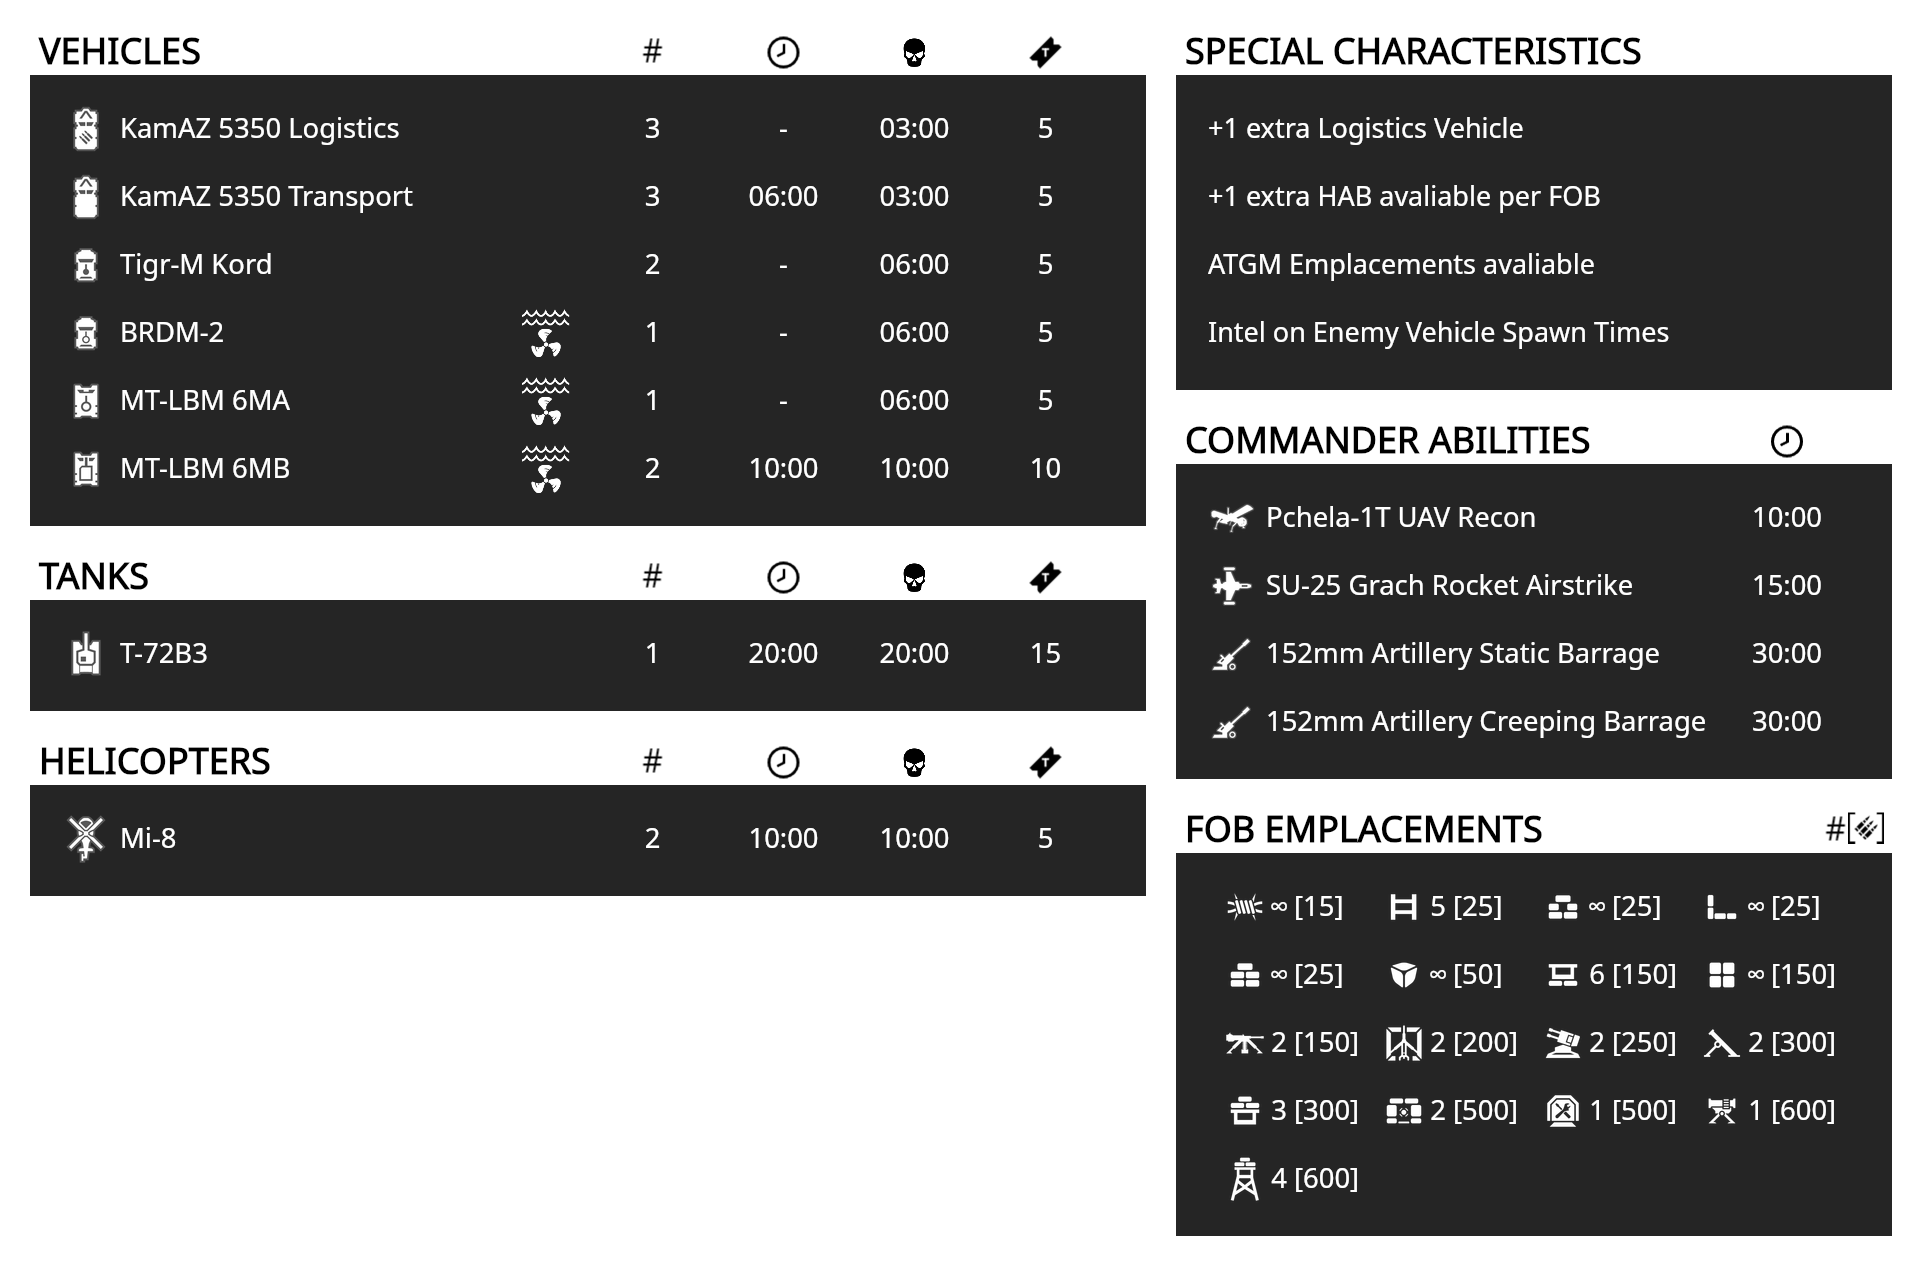 VEHICLES #
KamAZ 5350 Logistics 3 - 03:00 5
KamAZ 5350 Transport 3 06:00 03:00 5
Tigr-M Kord 2 - 06:00 5
BRDM-2 1 - 06:00 5
MT-LBM 6MA 1 - 06:00 5
MT-LBM 6MB 2 10:00 10:00 10
TANKS #
T-72B3 1 20:00 20:00 15
HELICOPTERS #
Mi-8 2 10:00 10:00 5
SPECIAL CHARACTERISTICS
+1 extra Logistics Vehicle
+1 extra HAB avaliable per FOB
ATGM Emplacements avaliable
Intel on Enemy Vehicle Spawn Times
COMMANDER ABILITIES
Pchela-1T UAV Recon 10:00
SU-25 Grach Rocket Airstrike 15:00
152mm Artillery Static Barrage 30:00
152mm Artillery Creeping Barrage 30:00
FOB EMPLACEMENTS #[ ]
∞ [15] 5 [25] ∞ [25] ∞ [25]
∞ [25] ∞ [50] 6 [150] ∞ [150]
2 [150] 2 [200] 2 [250] 2 [300]
3 [300] 2 [500] 1 [500] 1 [600]
4 [600]